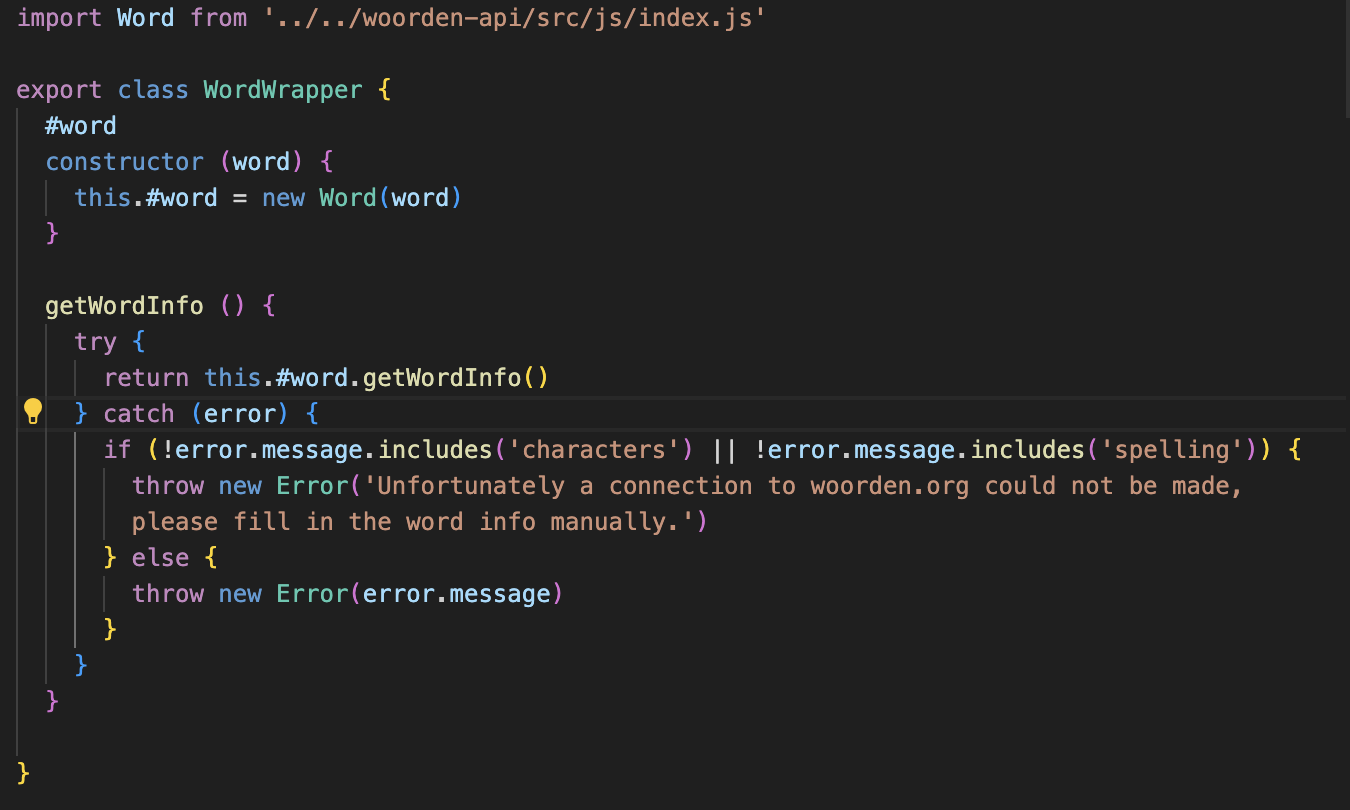 import Word from '../../woorden-api/src/js/index.js'
export class WordWrapper {
#word
constructor (word) {
this.#word = new Word(word)
}
getWordInfo () {
try {
return this.#word.getWordInfo()
} catch (error) {
if (!error.message.includes('characters') || !error.message.includes('spelling')) {
throw new Error('Unfortunately a connection to woorden.org could not be made,
please fill in the word info manually.')
} else {
throw new Error(error.message)
}
}
}
}